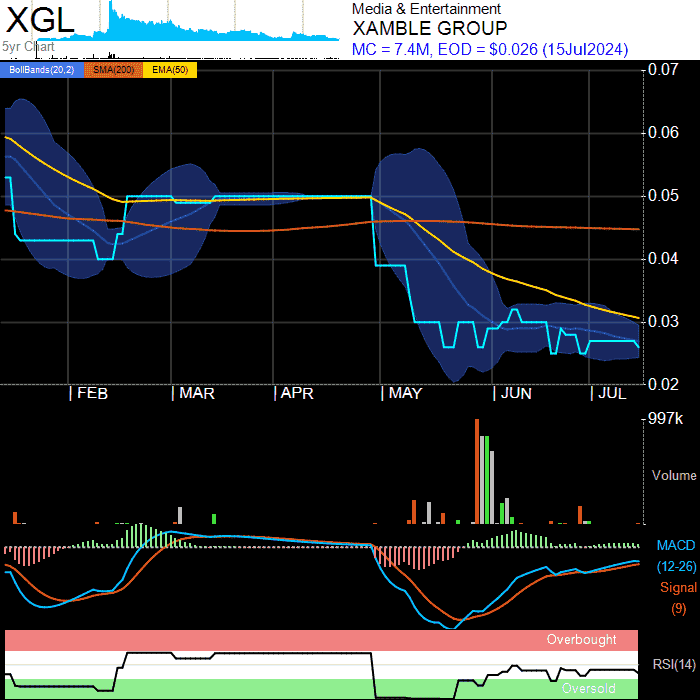 XGL
5yr Chart
Media & Entertainment
XAMBLE GROUP
MC = 7.4M, EOD = $0.026 (15Jul2024)
BollBands(20,2) SMA(200) EMA(50)
0.07
0.06
0.05
0.04
0.03
0.02
FEB MAR APR MAY JUN JUL
997k
Volume
MACD
(12-26)
Signal
(9)
Overbought
RSI(14)
Oversold